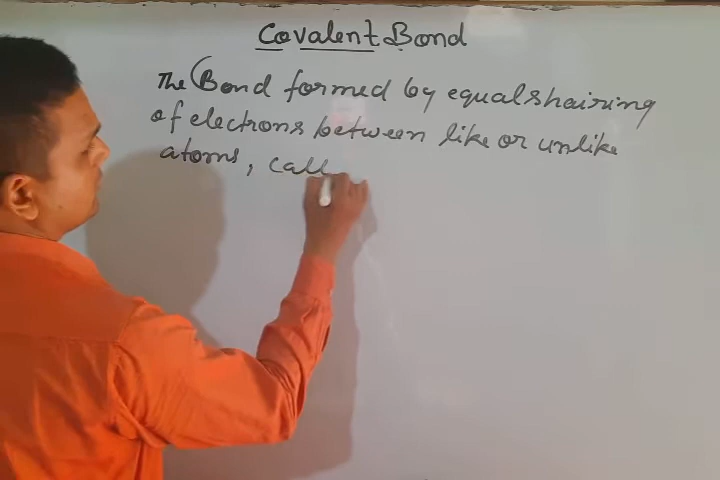 Covalent Bond
The Bond formed by equal shairing
of electrons between like or unlike
atoms, call